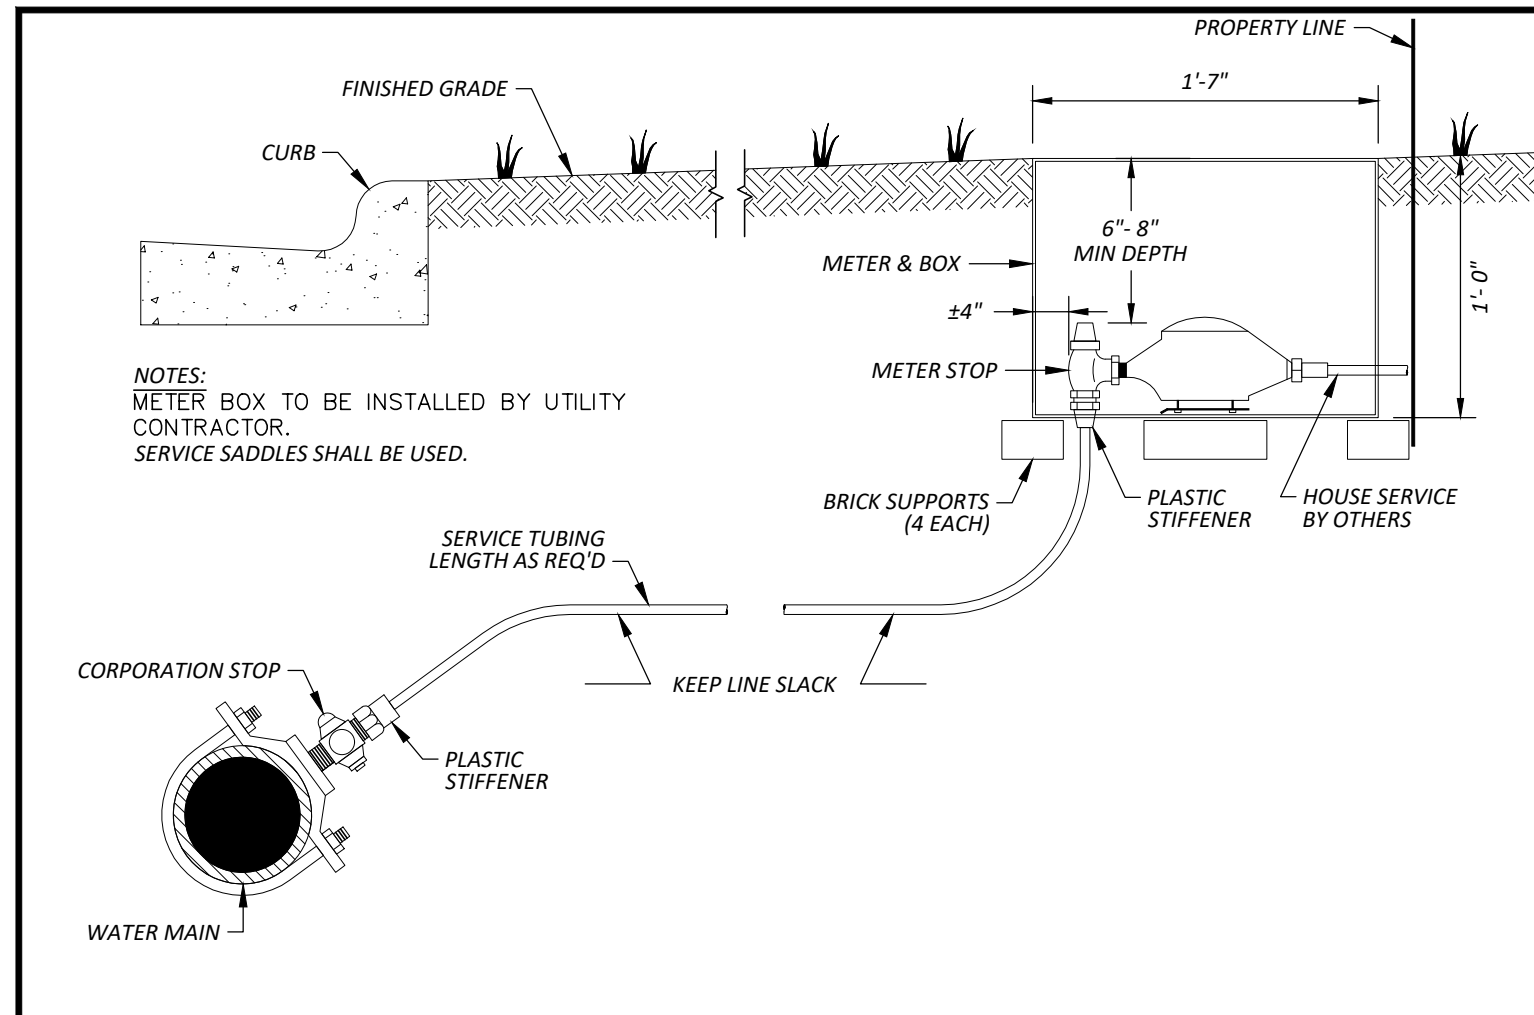 PROPERTY LINE
1'-7"
FINISHED GRADE
CURB
6"- 8"
MIN DEPTH
METER & BOX
1'- 0"
±4"
METER STOP
NOTES:
METER BOX TO BE INSTALLED BY UTILITY
CONTRACTOR.
SERVICE SADDLES SHALL BE USED.
BRICK SUPPORTS
(4 EACH)
PLASTIC
STIFFENER
HOUSE SERVICE
BY OTHERS
SERVICE TUBING
LENGTH AS REQ'D
CORPORATION STOP
KEEP LINE SLACK
PLASTIC
STIFFENER
WATER MAIN